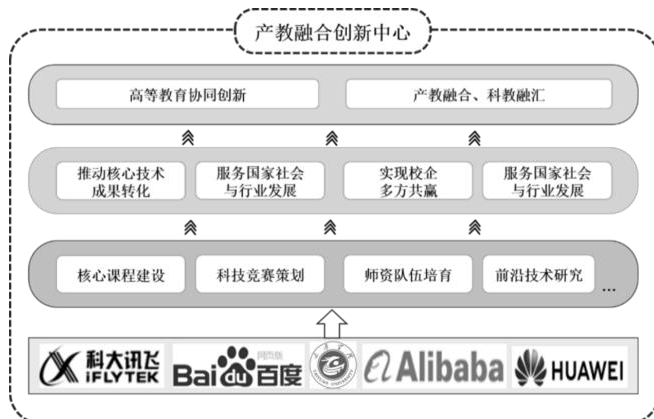 产教融合创新中心
高等教育协同创新
产教融合、科教融汇
推动核心技术
成果转化
服务国家社会
与行业发展
实现校企
多方共赢
服务国家社会
与行业发展
核心课程建设
科技竞赛策划
师资队伍培育
前沿技术研究
...
科大讯飞
iFLYTEK
Bai du 百度
网页版
Alibaba
HUAWEI